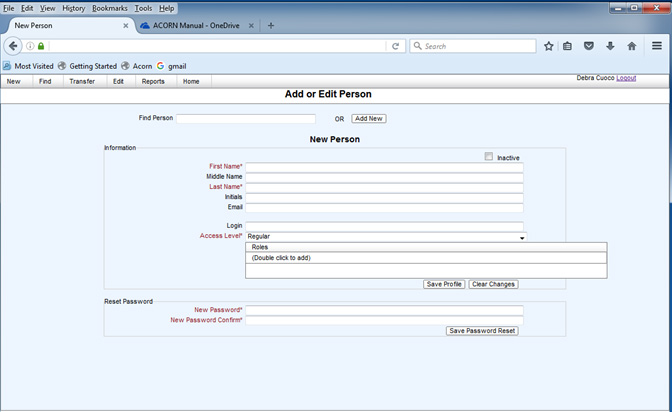 File Edit View History Bookmarks Tools Help
New Person ACORN Manual - OneDrive
Search
Most Visited Getting Started Acorn gmail
Debra Cuoco Logout
New Find Transfer Edit Reports Home
Add or Edit Person
Find Person OR Add New
New Person
Information
Inactive
First Name*
Middle Name
Last Name*
Initials
Email
Login
Access Level* Regular
Roles
(Double click to add)
Save Profile Clear Changes
Reset Password
New Password*
New Password Confirm*
Save Password Reset